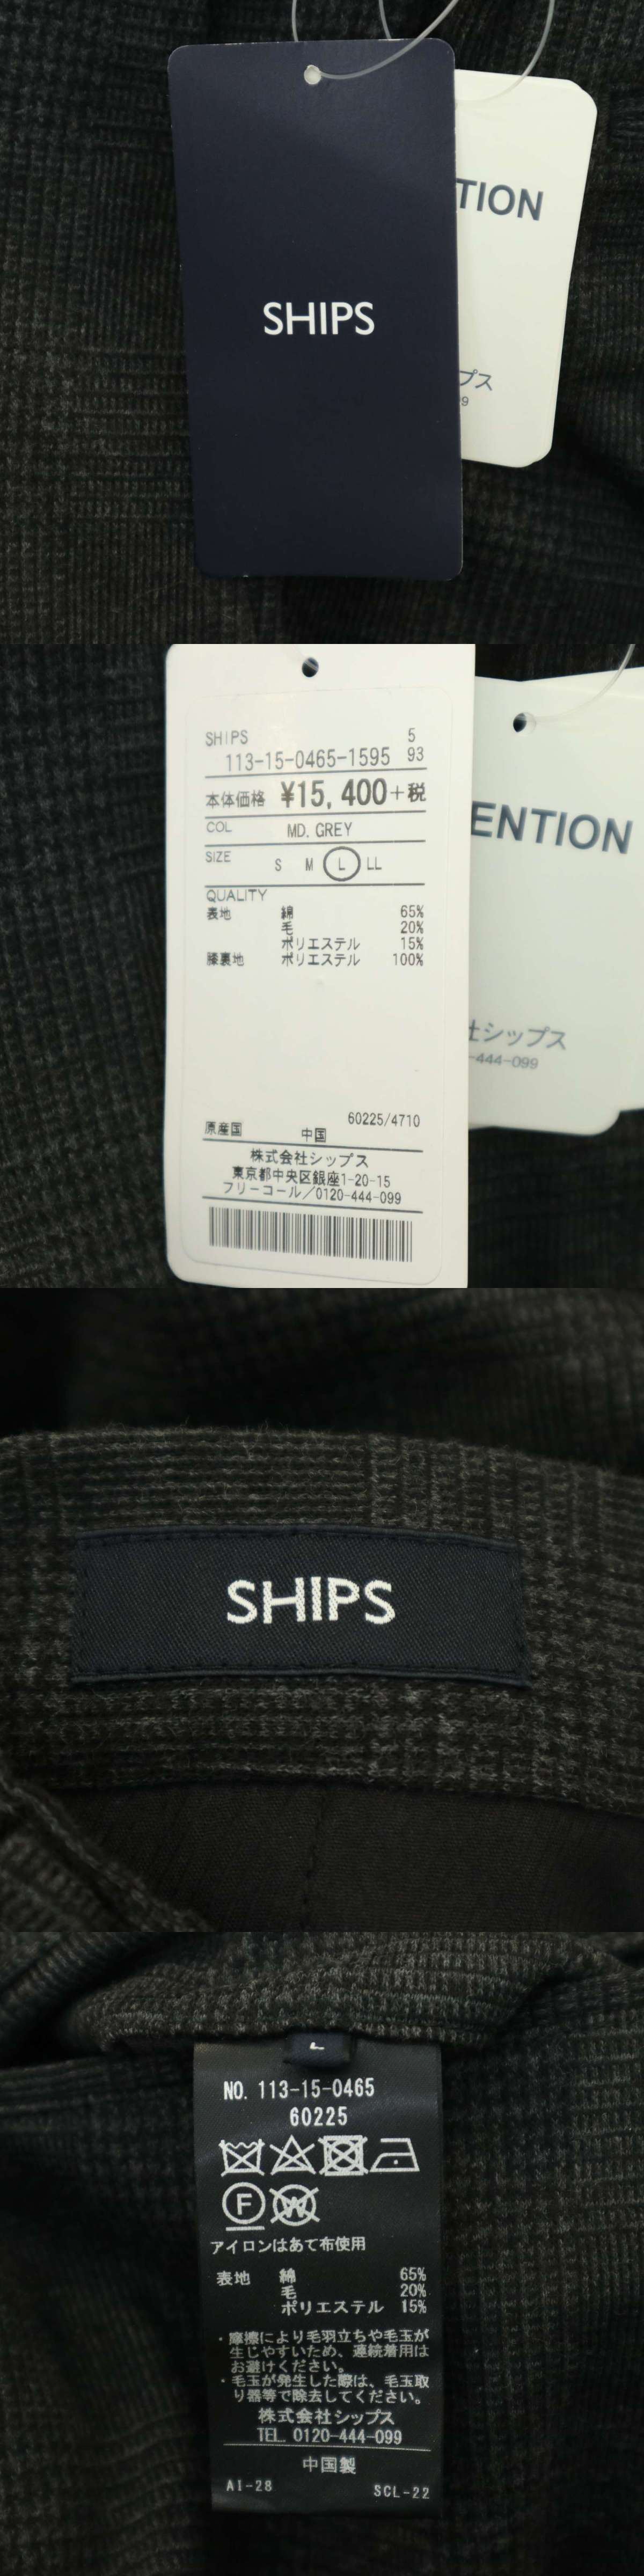 SHIPS
TION
プス
9
SHIPS 5
113-15-0465-1595 93
本体価格 ¥15,400+税
COL MD. GREY
SIZE S M L LL
QUALITY
表地 綿 65%
毛 20%
ポリエステル 15%
膝裏地 ポリエステル 100%
60225/4710
原産国 中国
株式会社シップス
東京都中央区銀座1-20-15
フリーコール/0120-444-099
ENTION
社シップス
-444-099
SHIPS
L
NO. 113-15-0465
60225
F
W
アイロンはあて布使用
表地 綿 65%
毛 20%
ポリエステル 15%
・摩擦により毛羽立ちや毛玉が
生じやすいため、連続着用は
お避けください。
・毛玉が発生した際は、毛玉取
り器等で除去してください。
株式会社シップス
TEL. 0120-444-099
中国製
AI-28 SCL-22